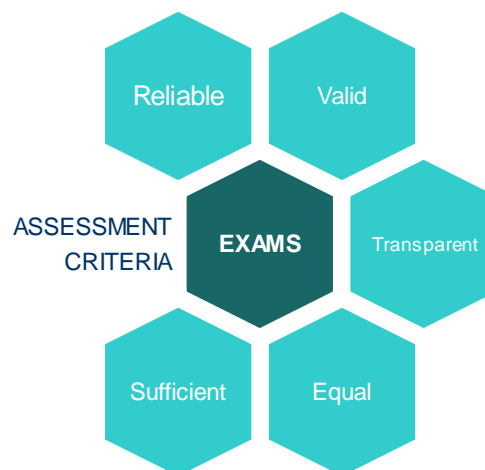 Reliable
Valid
ASSESSMENT
CRITERIA
EXAMS
Transparent
Sufficient
Equal